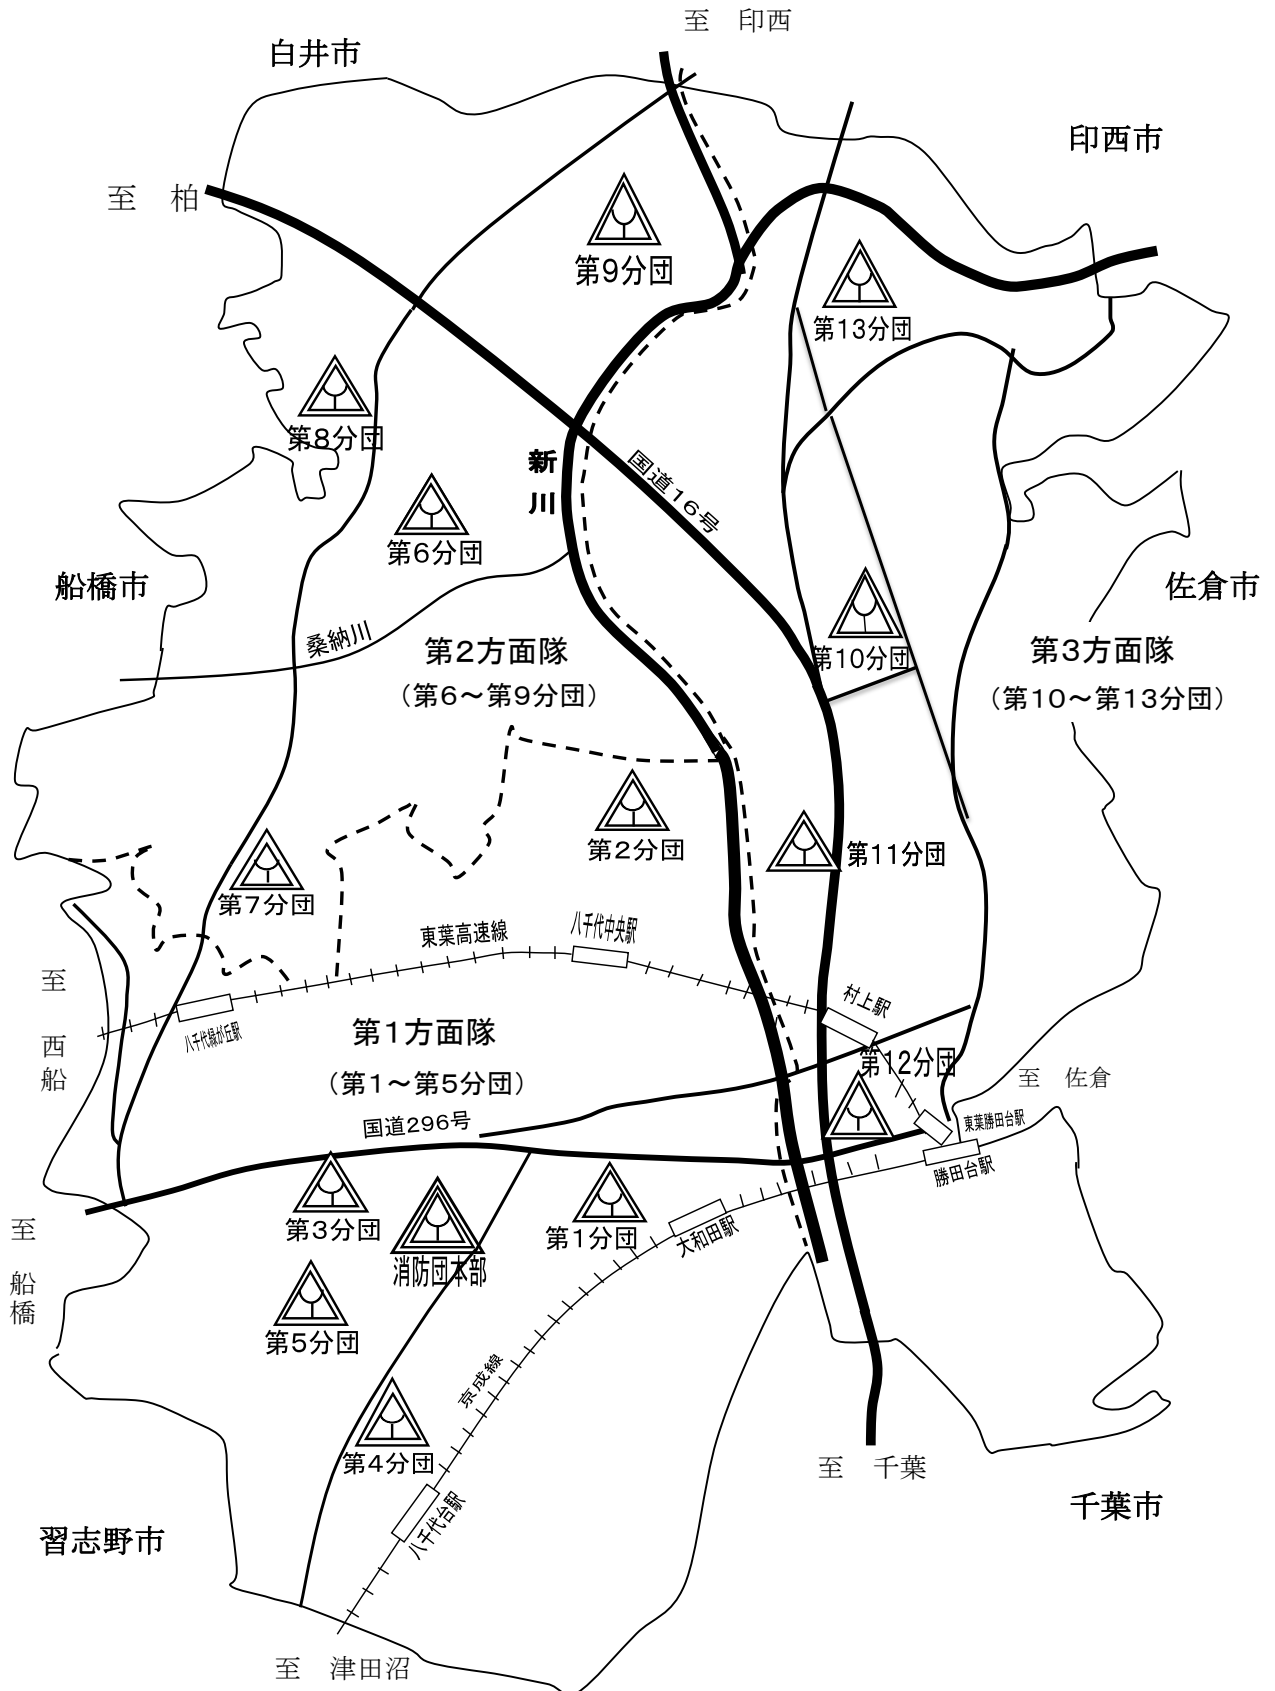 至　印西
白井市
印西市
至　柏
第9分団
第13分団
第8分団
新川
国道16号
第6分団
船橋市
佐倉市
第10分団
桑納川
第2方面隊
（第6～第9分団）
第3方面隊
（第10～第13分団）
第2分団
第11分団
第7分団
東葉高速線
八千代中央駅
至　西船
村上駅
八千代緑が丘駅
第1方面隊
（第1～第5分団）
第12分団
至　佐倉
国道296号
東葉勝田台駅
勝田台駅
至　船橋
第3分団
消防団本部
第1分団
大和田駅
第5分団
京成線
第4分団
至　千葉
千葉市
八千代台駅
習志野市
至　津田沼